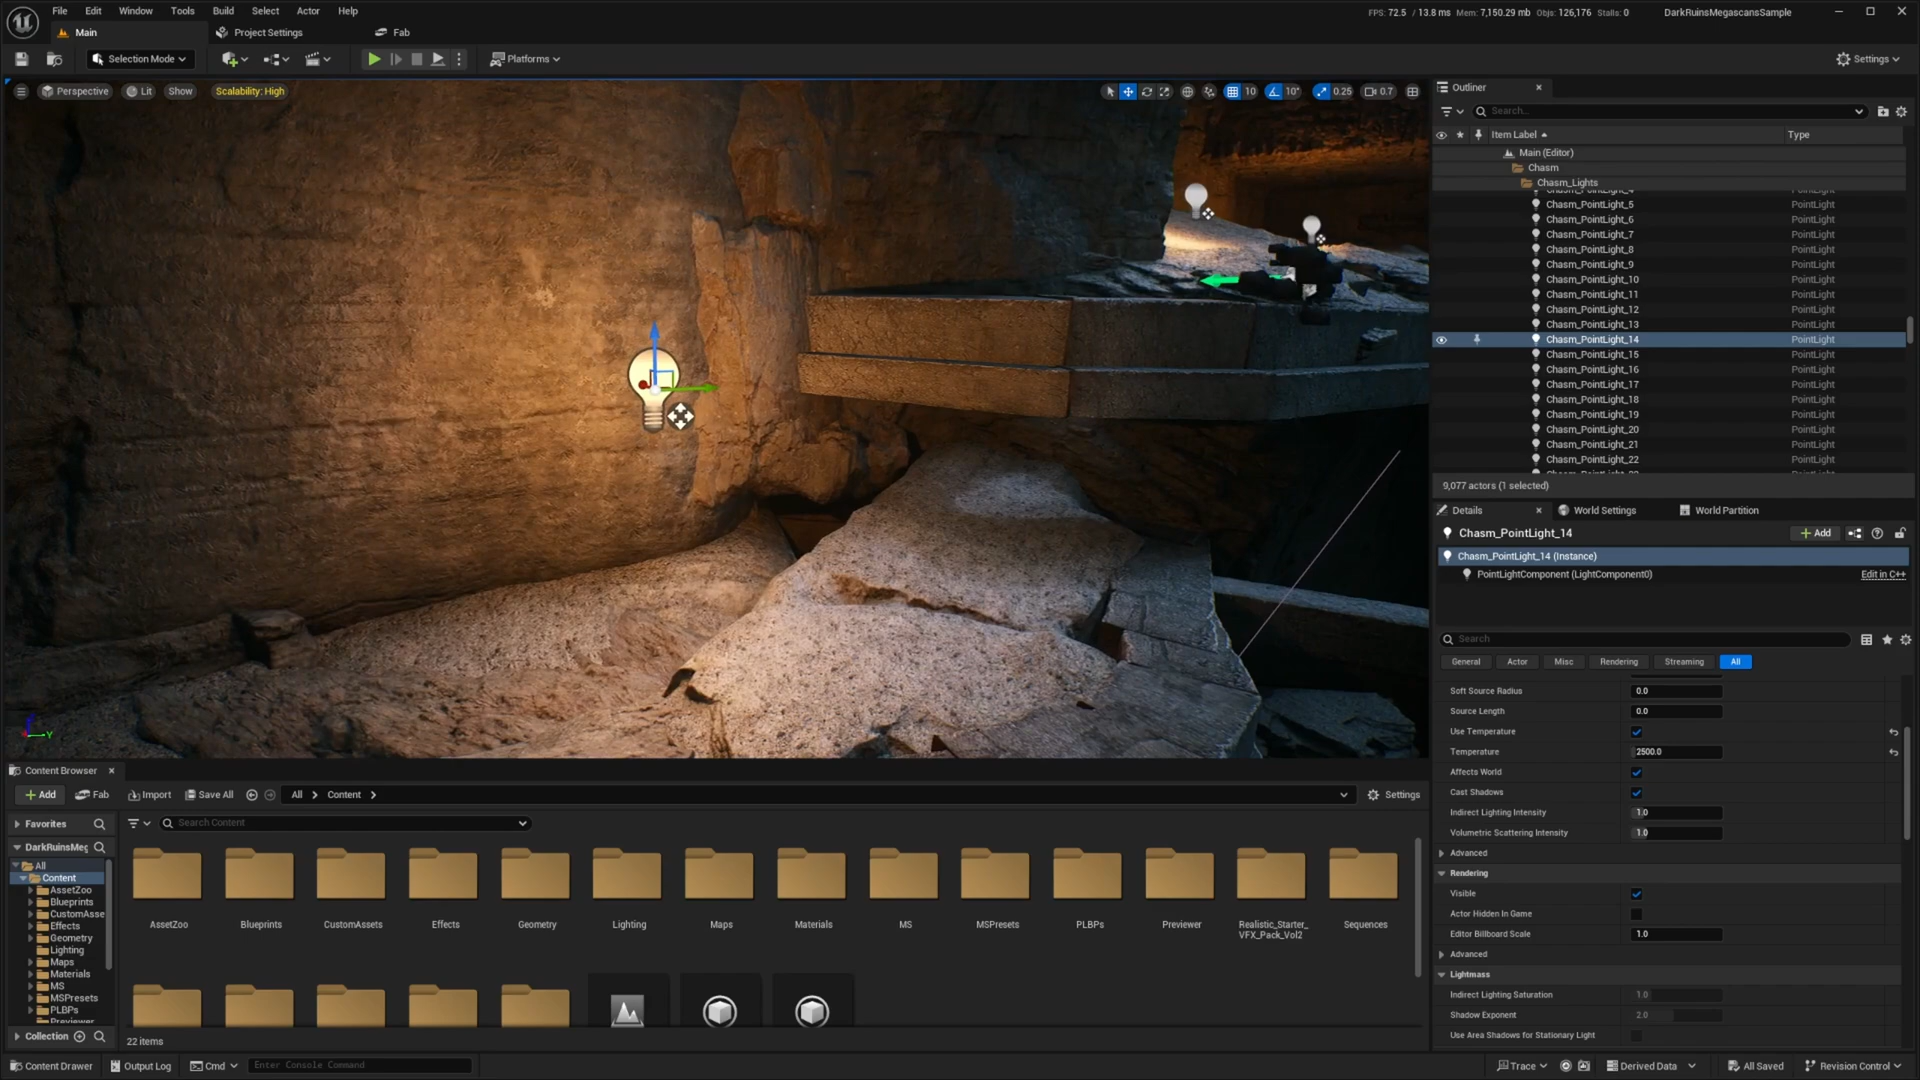 File Edit Window Tools Build Select Actor Help
FPS: 72.5 / 13.8 ms Mem: 7,150.29 mb Objs: 126,176 Stalls: 0
DarkRuinsMegascansSample
Main
Project Settings
Fab
Selection Mode
Platforms
Settings
Perspective
Lit
Show
Scalability: High
10
10°
0.25
0.7
Outliner
Search...
Item Label
Type
Main (Editor)
Chasm
Chasm_Lights
Chasm_PointLight_5 PointLight
Chasm_PointLight_6 PointLight
Chasm_PointLight_7 PointLight
Chasm_PointLight_8 PointLight
Chasm_PointLight_9 PointLight
Chasm_PointLight_10 PointLight
Chasm_PointLight_11 PointLight
Chasm_PointLight_12 PointLight
Chasm_PointLight_13 PointLight
Chasm_PointLight_14 PointLight
Chasm_PointLight_15 PointLight
Chasm_PointLight_16 PointLight
Chasm_PointLight_17 PointLight
Chasm_PointLight_18 PointLight
Chasm_PointLight_19 PointLight
Chasm_PointLight_20 PointLight
Chasm_PointLight_21 PointLight
Chasm_PointLight_22 PointLight
9,077 actors (1 selected)
Details
World Settings
World Partition
Chasm_PointLight_14
+ Add
Chasm_PointLight_14 (Instance)
PointLightComponent (LightComponent0)
Edit in C++
Search
General Actor Misc Rendering Streaming All
Soft Source Radius 0.0
Source Length 0.0
Use Temperature
Temperature 2500.0
Affects World
Cast Shadows
Indirect Lighting Intensity 1.0
Volumetric Scattering Intensity 1.0
Advanced
Rendering
Visible
Actor Hidden In Game
Editor Billboard Scale 1.0
Advanced
Lightmass
Indirect Lighting Saturation 1.0
Shadow Exponent 2.0
Use Area Shadows for Stationary Light
Y
Content Browser
+ Add
Fab
Import
Save All
All
Content
Settings
Favorites
Search Content
DarkRuinsMeg
All
Content
AssetZoo
Blueprints
CustomAsse
Effects
Geometry
Lighting
Maps
Materials
MS
MSPresets
PLBPs
Collection
AssetZoo
Blueprints
CustomAssets
Effects
Geometry
Lighting
Maps
Materials
MS
MSPresets
PLBPs
Previewer
Realistic_Starter_
VFX_Pack_Vol2
Sequences
22 items
Content Drawer
Output Log
Cmd
Enter Console Command
Trace
Derived Data
All Saved
Revision Control